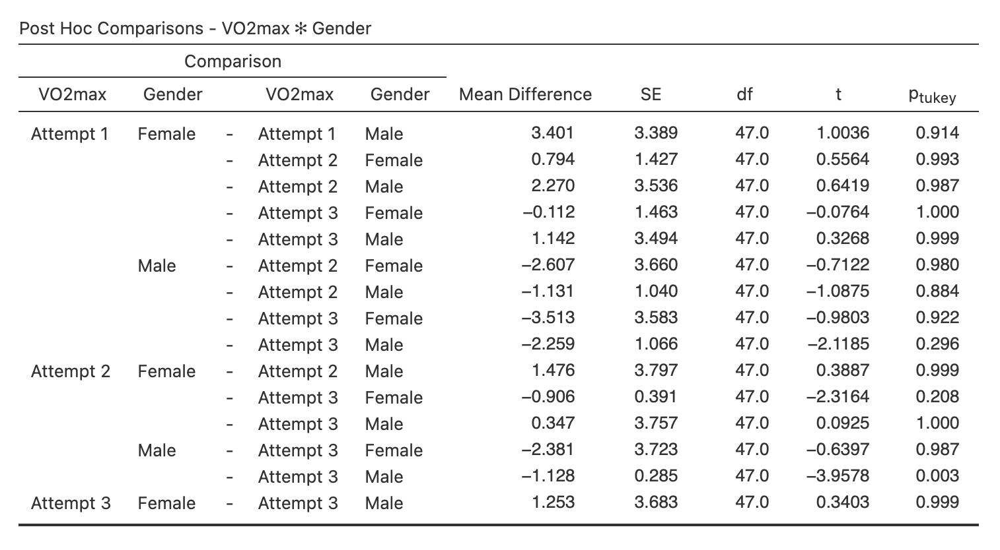 Post Hoc Comparisons - VO2max ✻ Gender
Comparison
VO2max Gender VO2max Gender Mean Difference SE df t ptukey
Attempt 1 Female - Attempt 1 Male 3.401 3.389 47.0 1.0036 0.914
- Attempt 2 Female 0.794 1.427 47.0 0.5564 0.993
- Attempt 2 Male 2.270 3.536 47.0 0.6419 0.987
- Attempt 3 Female −0.112 1.463 47.0 −0.0764 1.000
- Attempt 3 Male 1.142 3.494 47.0 0.3268 0.999
Male - Attempt 2 Female −2.607 3.660 47.0 −0.7122 0.980
- Attempt 2 Male −1.131 1.040 47.0 −1.0875 0.884
- Attempt 3 Female −3.513 3.583 47.0 −0.9803 0.922
- Attempt 3 Male −2.259 1.066 47.0 −2.1185 0.296
Attempt 2 Female - Attempt 2 Male 1.476 3.797 47.0 0.3887 0.999
- Attempt 3 Female −0.906 0.391 47.0 −2.3164 0.208
- Attempt 3 Male 0.347 3.757 47.0 0.0925 1.000
Male - Attempt 3 Female −2.381 3.723 47.0 −0.6397 0.987
- Attempt 3 Male −1.128 0.285 47.0 −3.9578 0.003
Attempt 3 Female - Attempt 3 Male 1.253 3.683 47.0 0.3403 0.999